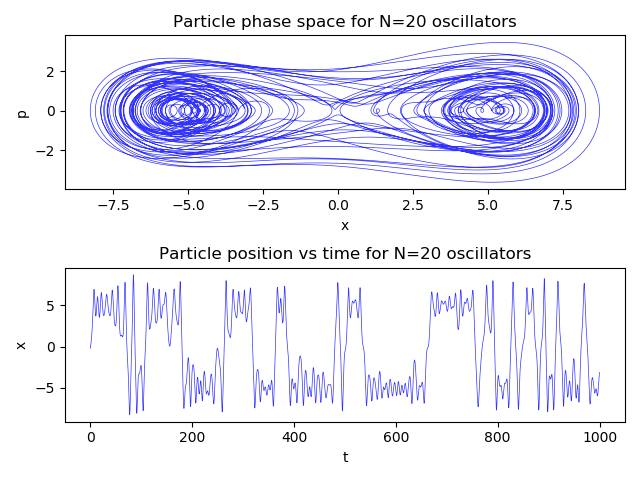 Particle phase space for N=20 oscillators
2
0
−2
p
−7.5 −5.0 −2.5 0.0 2.5 5.0 7.5
x
Particle position vs time for N=20 oscillators
5
0
−5
x
0 200 400 600 800 1000
t